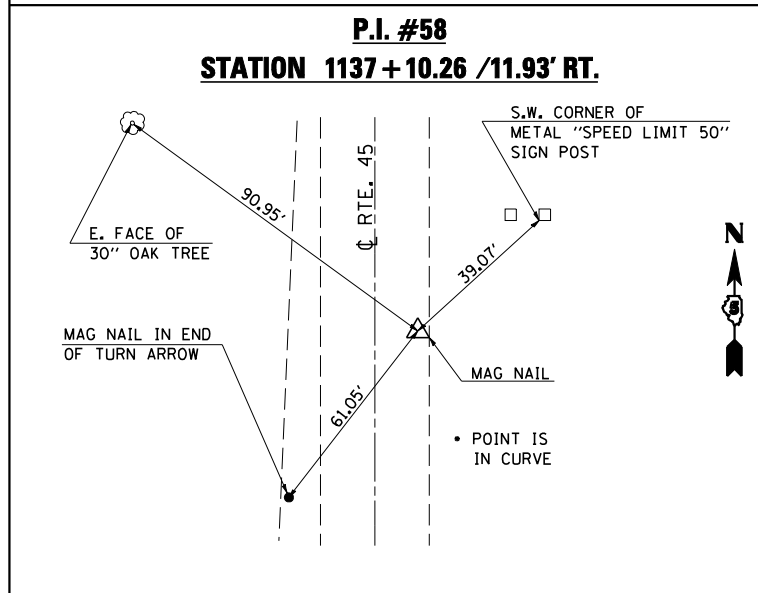 P.I. #58
STATION 1137+10.26 /11.93' RT.
S.W. CORNER OF
METAL "SPEED LIMIT 50"
SIGN POST
℄ RTE. 45
90.95'
E. FACE OF
30" OAK TREE
39.07'
N
5
MAG NAIL IN END
OF TURN ARROW
MAG NAIL
61.05'
• POINT IS
IN CURVE